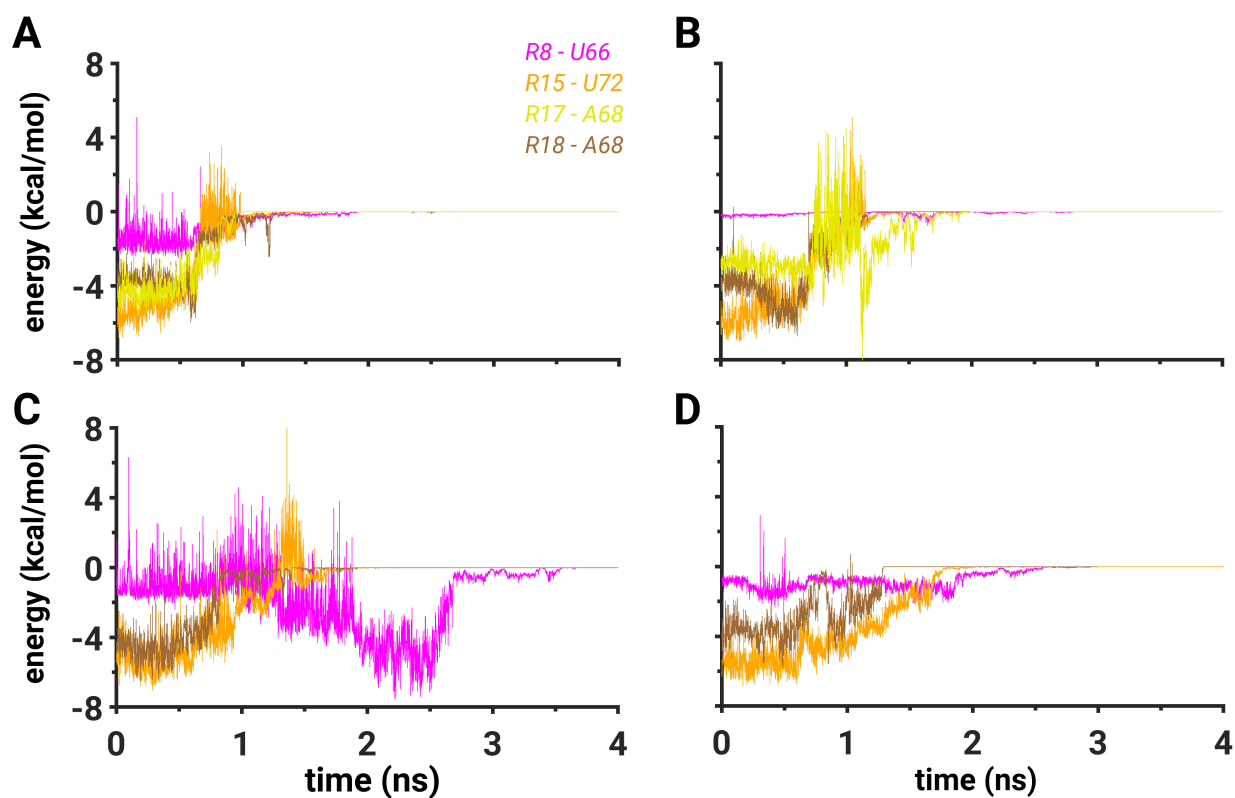 A
B
R8 - U66
R15 - U72
R17 - A68
R18 - A68
energy (kcal/mol)
8
4
0
-4
-8
C
D
energy (kcal/mol)
8
4
0
-4
-8
0 1 2 3 4
0 1 2 3 4
time (ns)
time (ns)